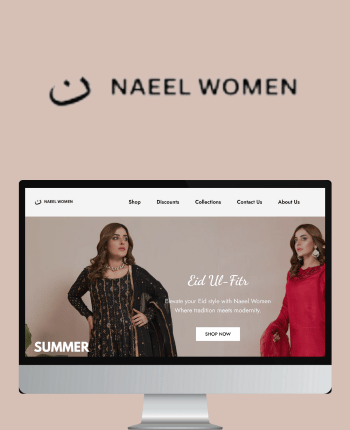 ن NAEEL WOMEN
ن NAEEL WOMEN
Shop Discounts Collections Contact Us About Us
Eid Ul-Fitr
Elevate your Eid style with Naeel Women
Where tradition meets modernity.
SHOP NOW
SUMMER